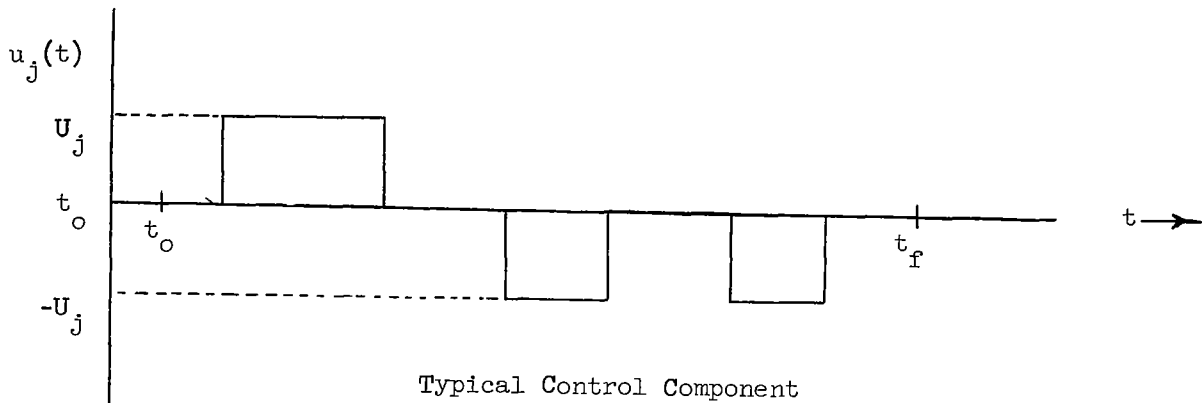 u_j(t)
U_j
t_o
t_o
t_f
t
-U_j
Typical Control Component